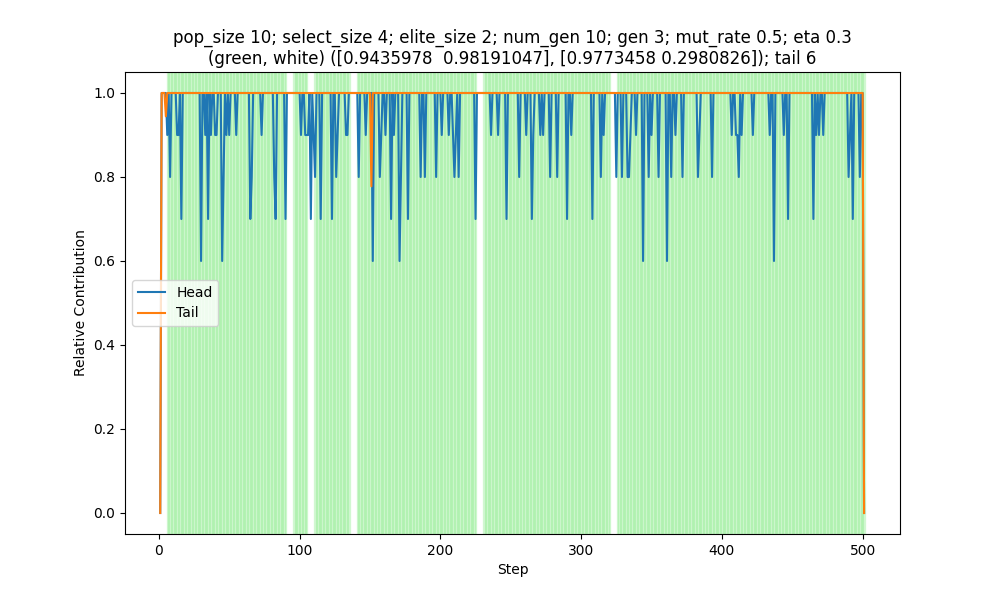 pop_size 10; select_size 4; elite_size 2; num_gen 10; gen 3; mut_rate 0.5; eta 0.3
(green, white) ([0.9435978  0.98191047], [0.9773458 0.2980826]); tail 6
1.0
0.8
0.6
0.4
0.2
0.0
Relative Contribution
Head
Tail
0
100
200
300
400
500
Step